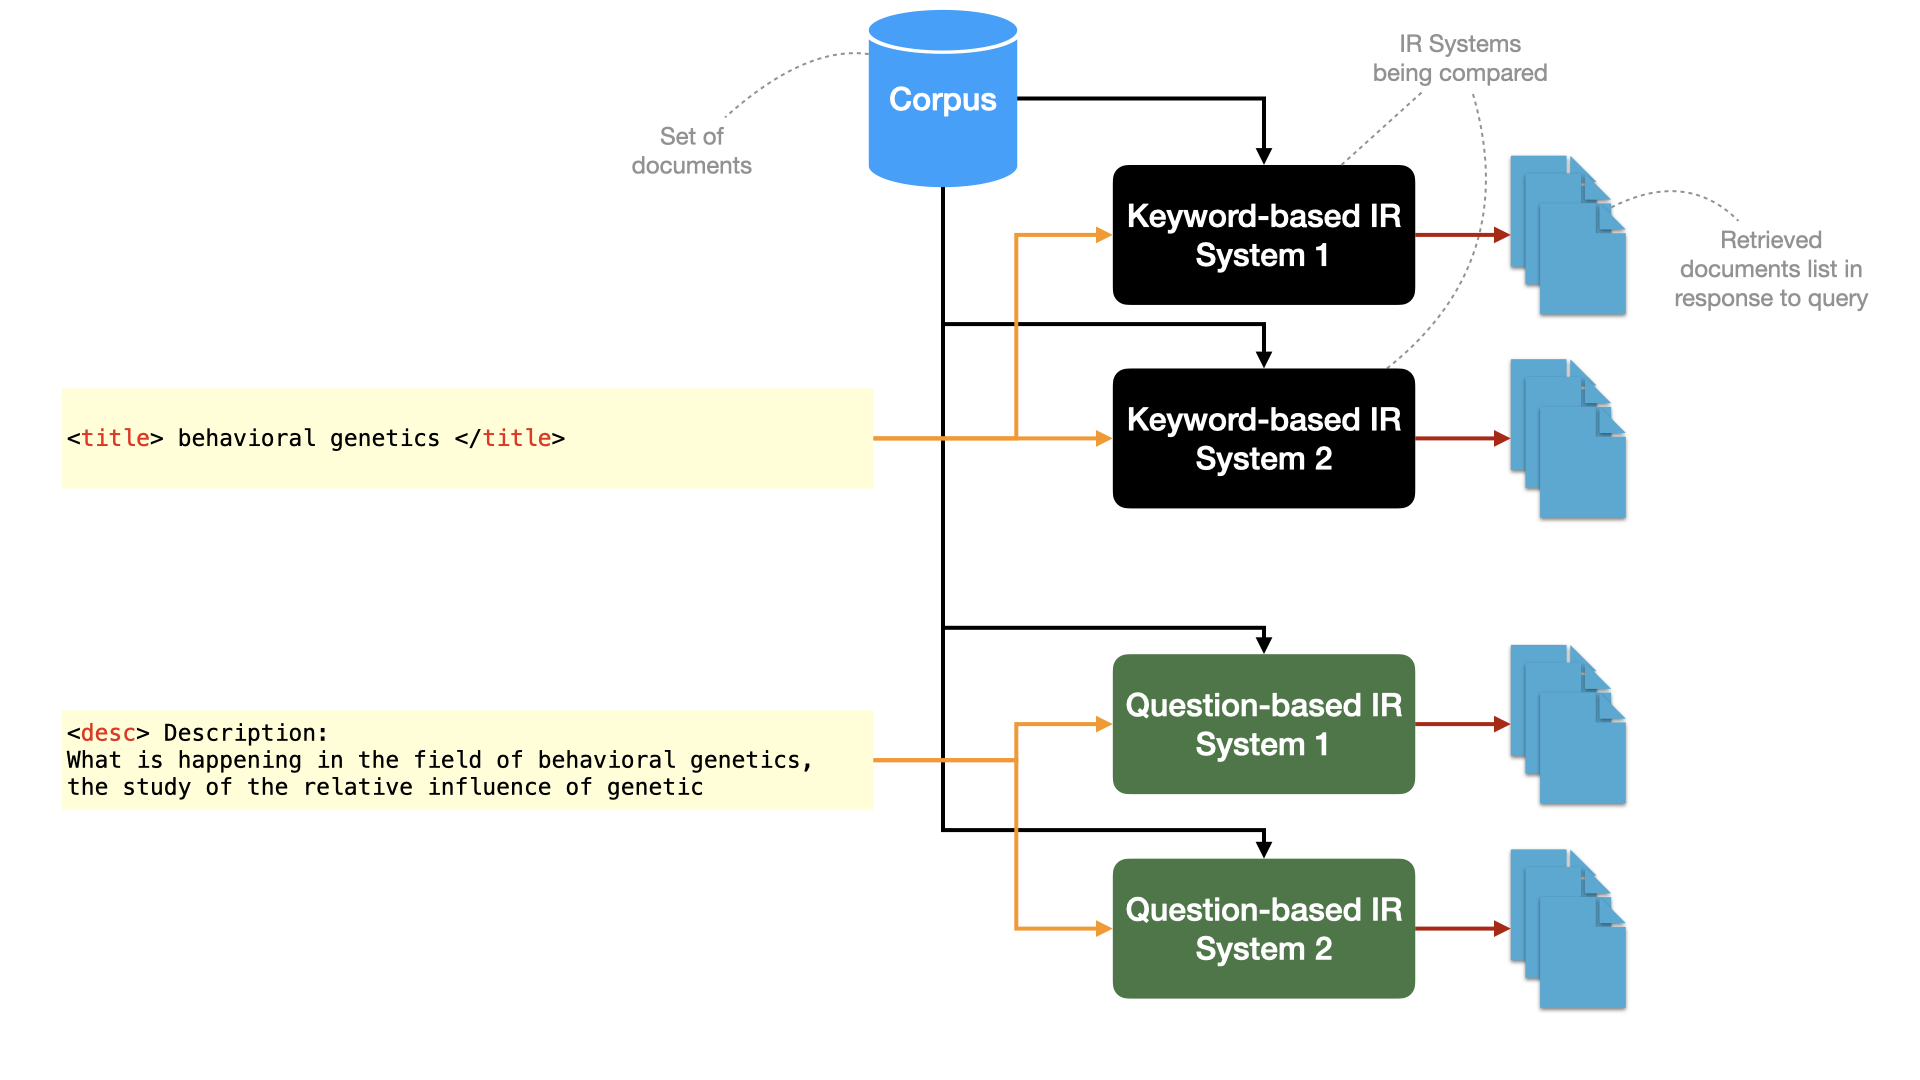 Corpus
IR Systems
being compared
Set of
documents
Keyword-based IR
System 1
Retrieved
documents list in
response to query
<title> behavioral genetics </title>
Keyword-based IR
System 2
<desc> Description:
What is happening in the field of behavioral genetics,
the study of the relative influence of genetic
Question-based IR
System 1
Question-based IR
System 2